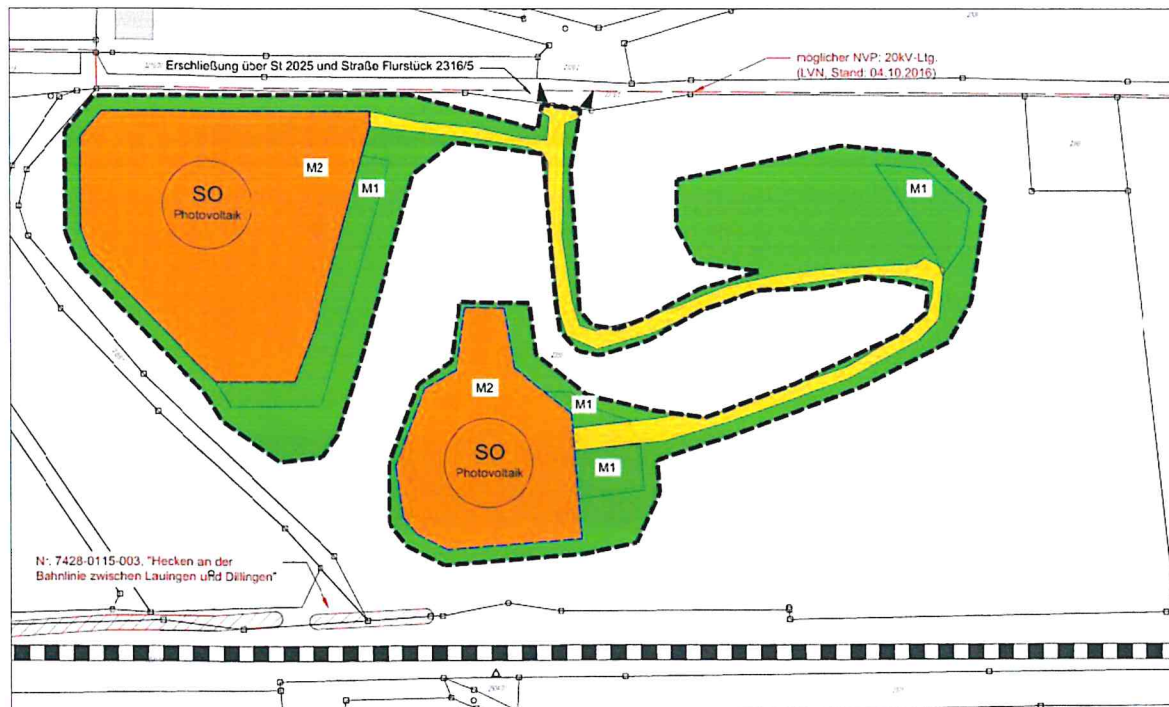 Erschließung über St 2025 und Straße Flurstück 2316/5
möglicher NVP: 20kV-Ltg.
(LVN, Stand: 04.10.2016)
M2
M1
SO
Photovoltaik
M1
M2
M1
SO
Photovoltaik
M1
Nr. 7428-0115-003, "Hecken an der
Bahnlinie zwischen Lauingen und Dillingen"